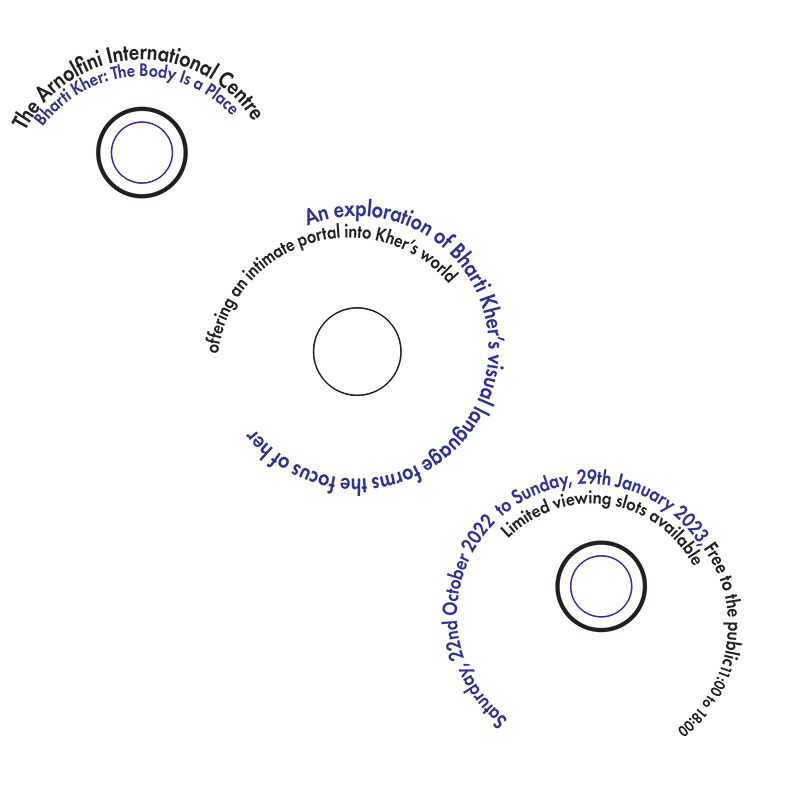 The Arnolfini International Centre
Bharti Kher: The Body Is a Place
An exploration of Bharti Kher's visual language forms the focus of her
offering an intimate portal into Kher's world
Saturday, 22nd October 2022 to Sunday, 29th January 2023,
Free to the public11:00 to 18:00
Limited viewing slots available